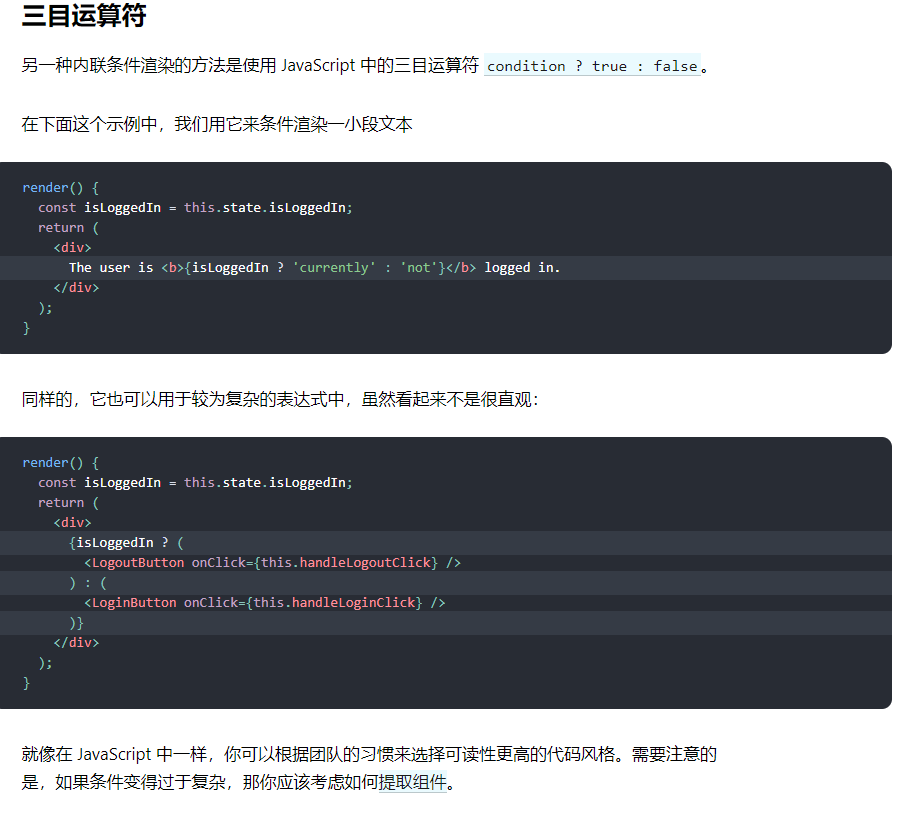 三目运算符
另一种内联条件渲染的方法是使用 JavaScript 中的三目运算符 condition ? true : false。
在下面这个示例中，我们用它来条件渲染一小段文本
render() {
  const isLoggedIn = this.state.isLoggedIn;
  return (
    <div>
      The user is <b>{isLoggedIn ? 'currently' : 'not'}</b> logged in.
    </div>
  );
}
同样的，它也可以用于较为复杂的表达式中，虽然看起来不是很直观：
render() {
  const isLoggedIn = this.state.isLoggedIn;
  return (
    <div>
      {isLoggedIn ? (
        <LogoutButton onClick={this.handleLogoutClick} />
      ) : (
        <LoginButton onClick={this.handleLoginClick} />
      )}
    </div>
  );
}
就像在 JavaScript 中一样，你可以根据团队的习惯来选择可读性更高的代码风格。需要注意的
是，如果条件变得过于复杂，那你应该考虑如何提取组件。